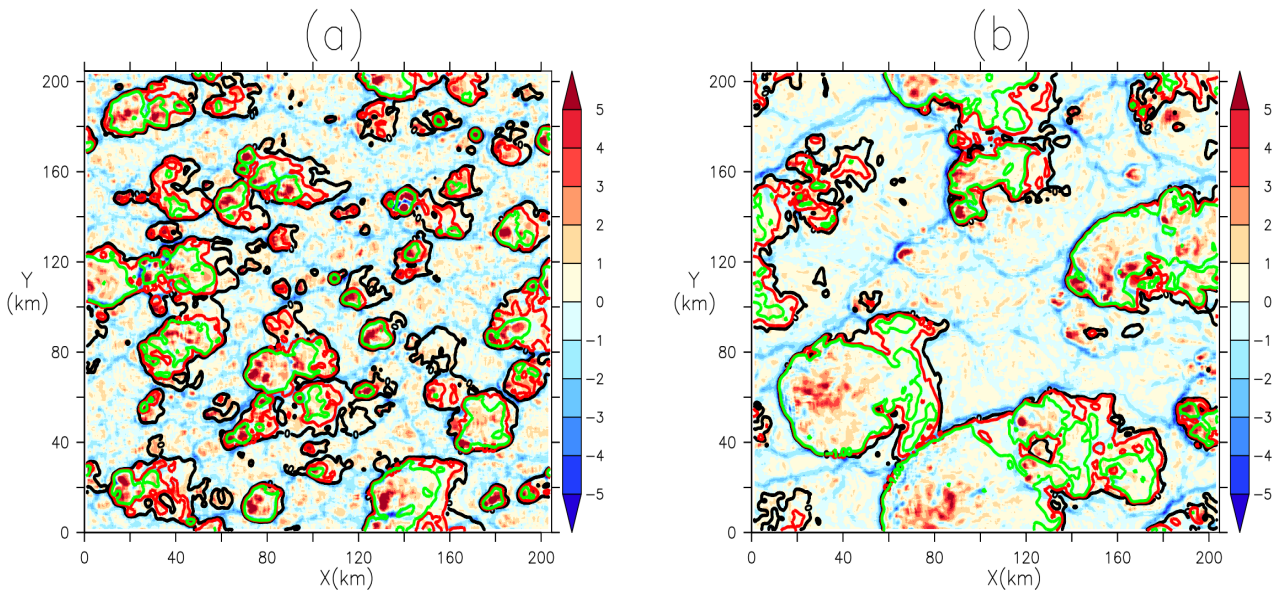 (a) (b)
200 5 200 5
4 4
160 3 160 3
2 2
120 1 120 1
Y (km) 0 Y (km) 0
80 −1 80 −1
−2 −2
40 −3 40 −3
−4 −4
0 −5 0 −5
0 40 80 120 160 200 0 40 80 120 160 200
X(km) X(km)